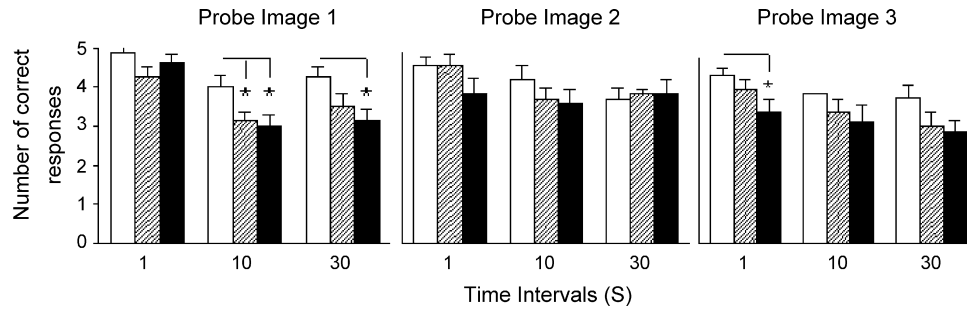 Probe Image 1 Probe Image 2 Probe Image 3
Number of correct
responses
5
4
3
2
1
0
* * *
*
1 10 30 1 10 30 1 10 30
Time Intervals (S)